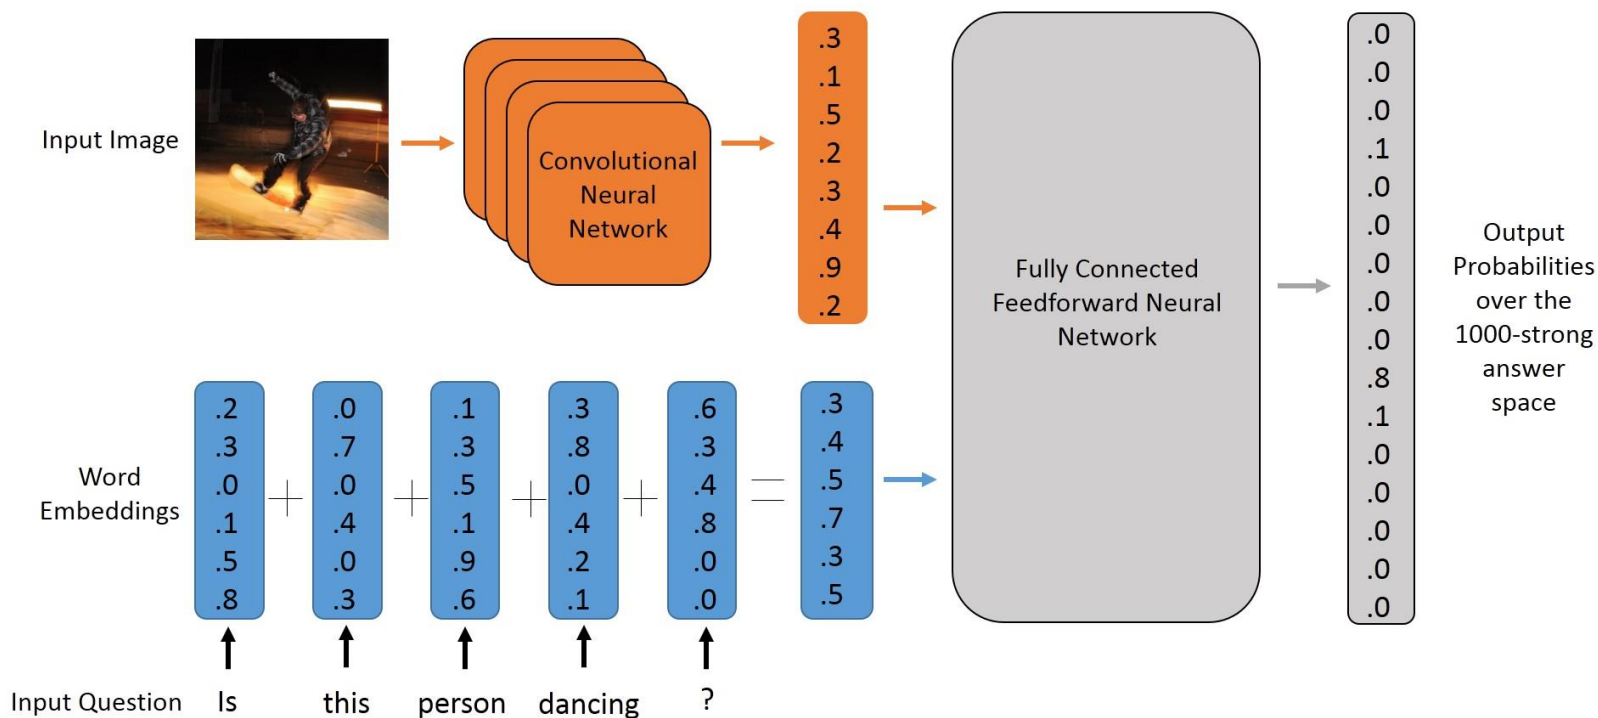 Input Image
Convolutional
Neural
Network
.3
.1
.5
.2
.3
.4
.9
.2
Fully Connected
Feedforward Neural
Network
.0
.0
.0
.1
.0
.0
.0
.0
.0
.8
.1
.0
.0
.0
.0
.0
Output
Probabilities
over the
1000-strong
answer
space
Word
Embeddings
.2 .0 .1 .3 .6 .3
.3 .7 .3 .8 .3 .4
.0 + .0 + .5 + .0 + .4 = .5
.1 .4 .1 .4 .8 .7
.5 .0 .9 .2 .0 .3
.8 .3 .6 .1 .0 .5
Input Question Is this person dancing ?